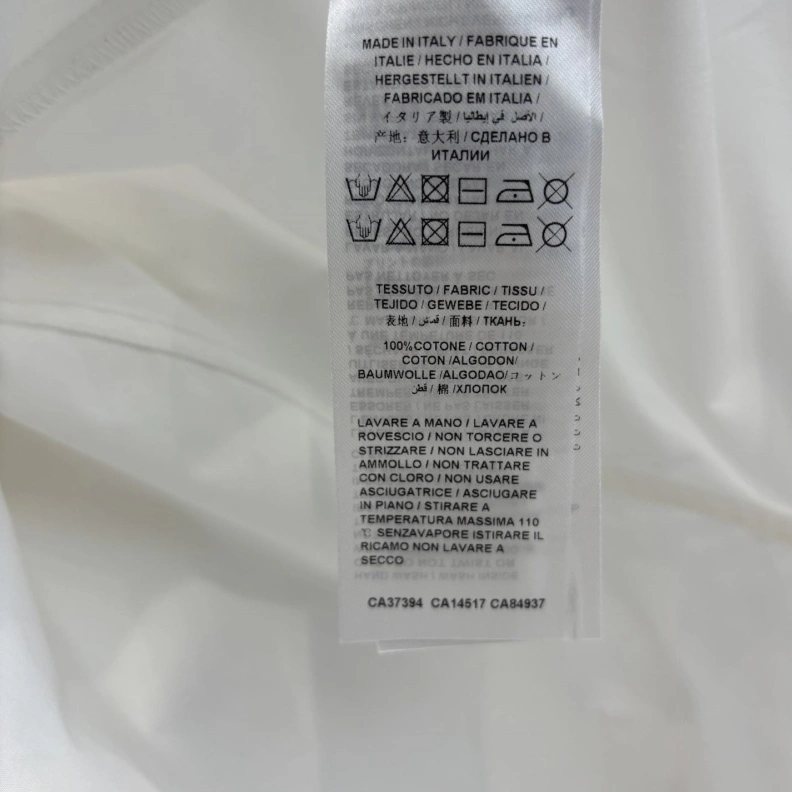 MADE IN ITALY / FABRIQUE EN
ITALIE / HECHO EN ITALIA /
HERGESTELLT IN ITALIEN /
FABRICADO EM ITALIA /
イタリア製 / الأفضل في إيطاليا /
产地: 意大利 / СДЕЛАНО В
ИТАЛИИ
TESSUTO / FABRIC / TISSU /
TEJIDO / GEWEBE / TECIDO /
表地 / قمش / 面料 / ТКАНЬ:
100%COTONE / COTTON /
COTON /ALGODON/
BAUMWOLLE /ALGODAO/コットン
قطن / 棉 /ХЛОПОК
LAVARE A MANO / LAVARE A
ROVESCIO / NON TORCERE O
STRIZZARE / NON LASCIARE IN
AMMOLLO / NON TRATTARE
CON CLORO / NON USARE
ASCIUGATRICE / ASCIUGARE
IN PIANO / STIRARE A
TEMPERATURA MASSIMA 110
℃ SENZAVAPORE ISTIRARE IL
RICAMO NON LAVARE A
SECCO
CA37394 CA14517 CA84937